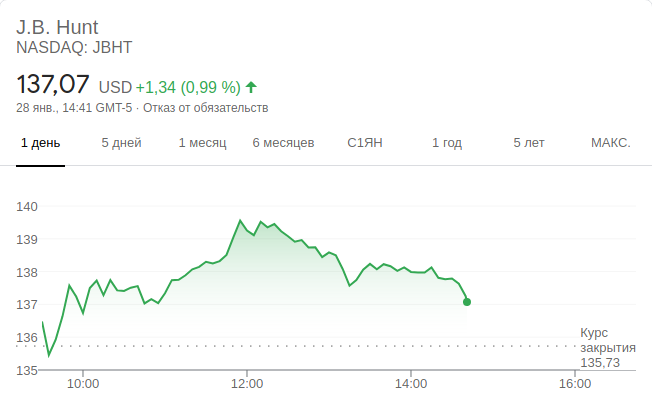 J.B. Hunt
NASDAQ: JBHT
137,07 USD +1,34 (0,99 %)
28 янв., 14:41 GMT-5 · Отказ от обязательств
1 день 5 дней 1 месяц 6 месяцев С1ЯН 1 год 5 лет МАКС.
140
139
138
137
136
135
Курс
закрытия
135,73
10:00 12:00 14:00 16:00